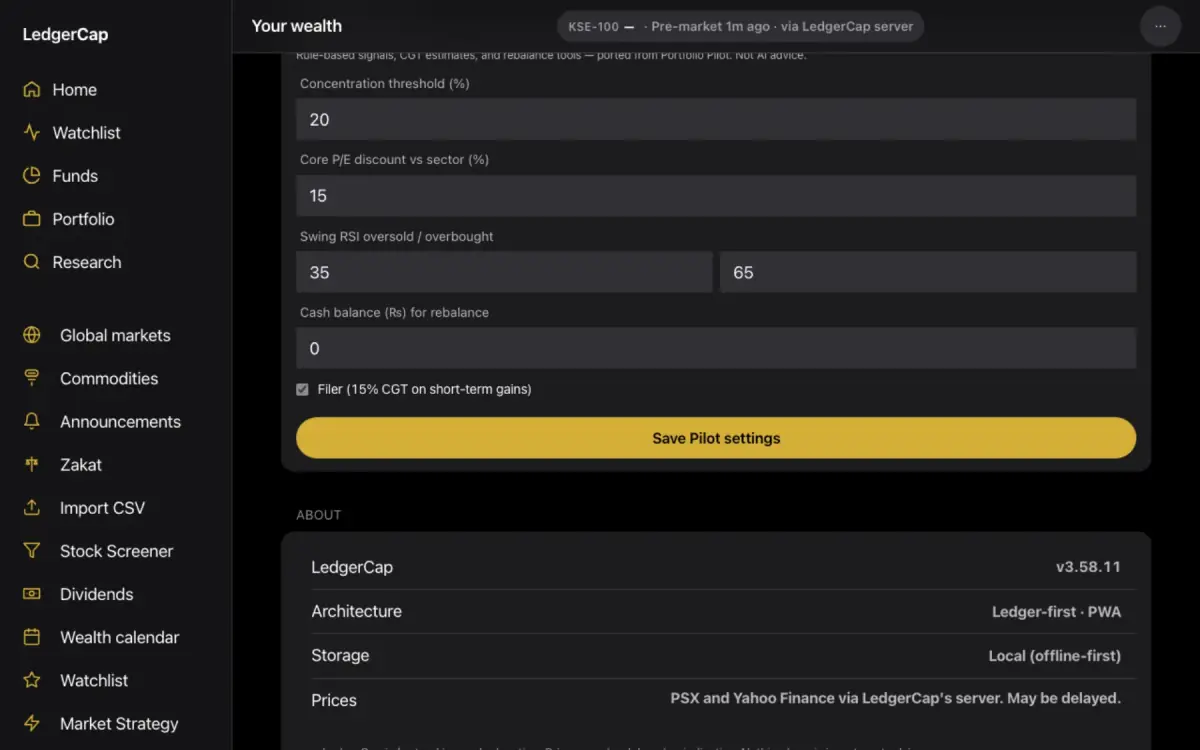 LedgerCap
Home
Watchlist
Funds
Portfolio
Research
Global markets
Commodities
Announcements
Zakat
Import CSV
Stock Screener
Dividends
Wealth calendar
Watchlist
Market Strategy
Your wealth
KSE-100 — · Pre-market 1m ago · via LedgerCap server
Rule-based signals, CGT estimates, and rebalance tools — ported from Portfolio Pilot. Not AI advice.
Concentration threshold (%)
20
Core P/E discount vs sector (%)
15
Swing RSI oversold / overbought
35 65
Cash balance (₨) for rebalance
0
Filer (15% CGT on short-term gains)
Save Pilot settings
ABOUT
LedgerCap v3.58.11
Architecture Ledger-first · PWA
Storage Local (offline-first)
Prices PSX and Yahoo Finance via LedgerCap's server. May be delayed.